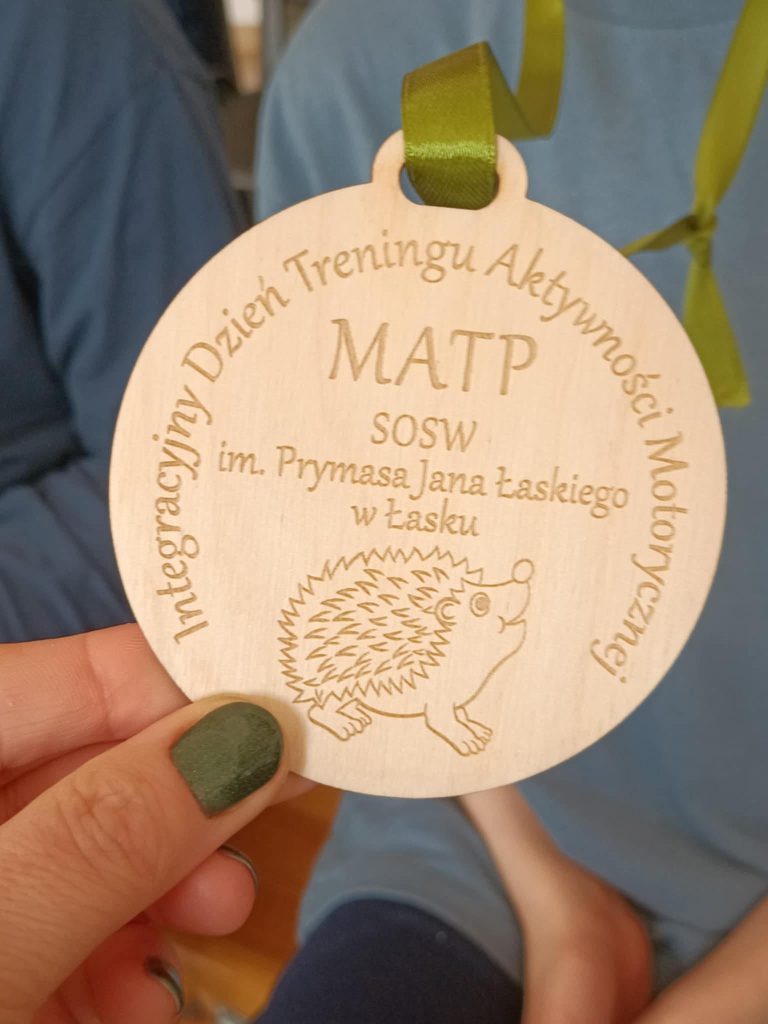 Integracyjny Dzień Treningu Aktywności Motorycznej
MATP
SOSW
im. Prymasa Jana Łaskiego
w Łasku